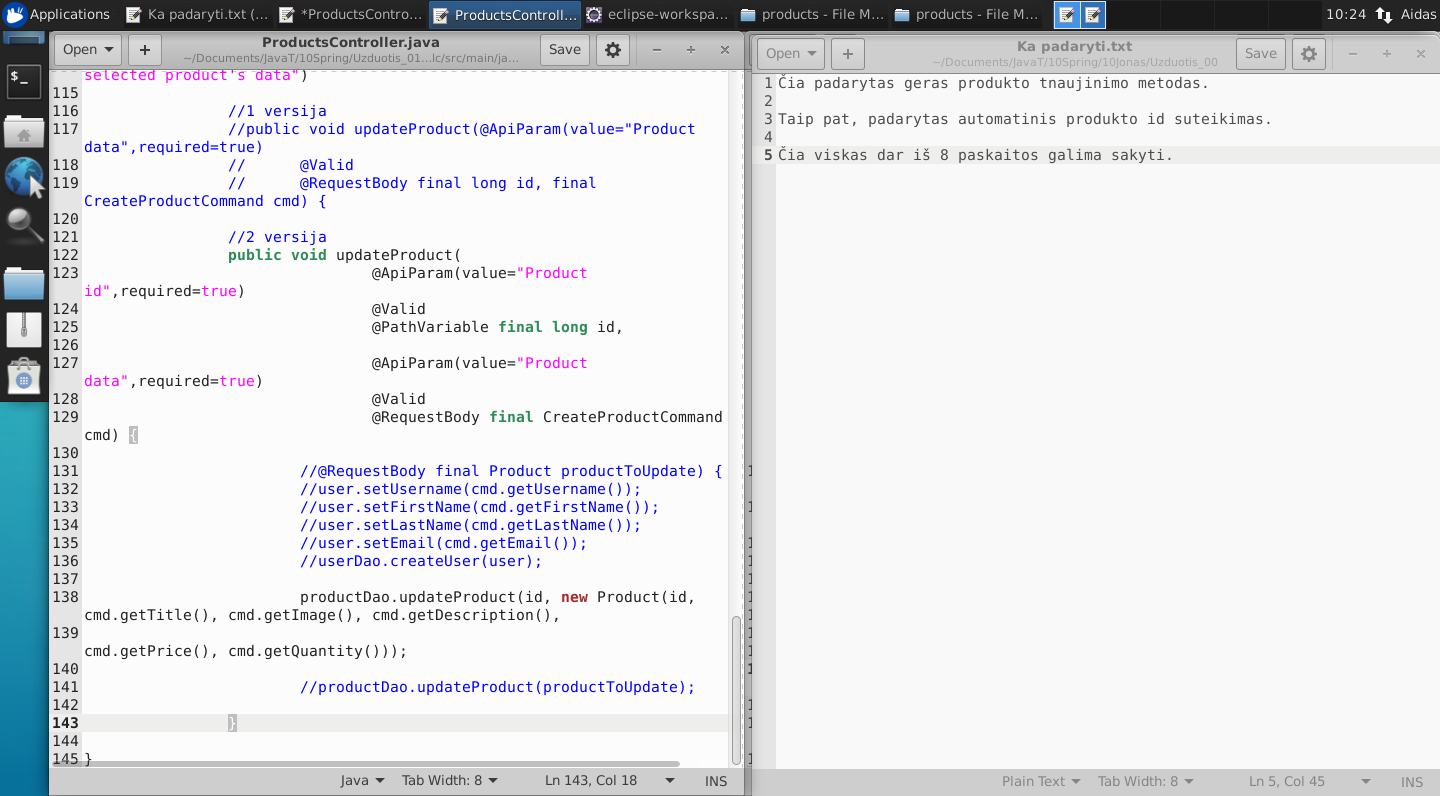 Applications
Ka padaryti.txt (...
*ProductsContro...
ProductsControll...
eclipse-workspa...
products - File M...
products - File M...
10:24
Aidas
Open
ProductsController.java
~/Documents/JavaT/10Spring/Uzduotis_01...lc/src/main/ja...
Save
selected product's data")
115
116 //1 versija
117 //public void updateProduct(@ApiParam(value="Product
data",required=true)
118 // @Valid
119 // @RequestBody final long id, final
CreateProductCommand cmd) {
120
121 //2 versija
122 public void updateProduct(
123 @ApiParam(value="Product
id",required=true)
124 @Valid
125 @PathVariable final long id,
126
127 @ApiParam(value="Product
data",required=true)
128 @Valid
129 @RequestBody final CreateProductCommand
cmd) {
130
131 //@RequestBody final Product productToUpdate) {
132 //user.setUsername(cmd.getUsername());
133 //user.setFirstName(cmd.getFirstName());
134 //user.setLastName(cmd.getLastName());
135 //user.setEmail(cmd.getEmail());
136 //userDao.createUser(user);
137
138 productDao.updateProduct(id, new Product(id,
cmd.getTitle(), cmd.getImage(), cmd.getDescription(),
139
cmd.getPrice(), cmd.getQuantity()));
140
141 //productDao.updateProduct(productToUpdate);
142
143 }
144
145 }
Java
Tab Width: 8
Ln 143, Col 18
INS
Open
Ka padaryti.txt
~/Documents/JavaT/10Spring/10Jonas/Uzduotis_00
Save
1 Čia padarytas geras produkto tnaujinimo metodas.
2
3 Taip pat, padarytas automatinis produkto id suteikimas.
4
5 Čia viskas dar iš 8 paskaitos galima sakyti.
Plain Text
Tab Width: 8
Ln 5, Col 45
INS